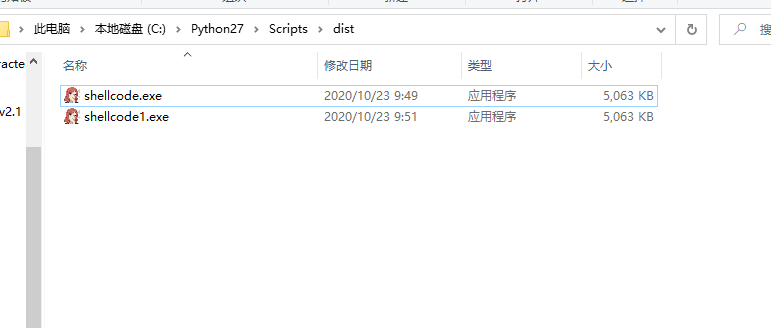 此电脑 > 本地磁盘 (C:) > Python27 > Scripts > dist
名称 修改日期 类型 大小
shellcode.exe 2020/10/23 9:49 应用程序 5,063 KB
shellcode1.exe 2020/10/23 9:51 应用程序 5,063 KB
racte
v2.1